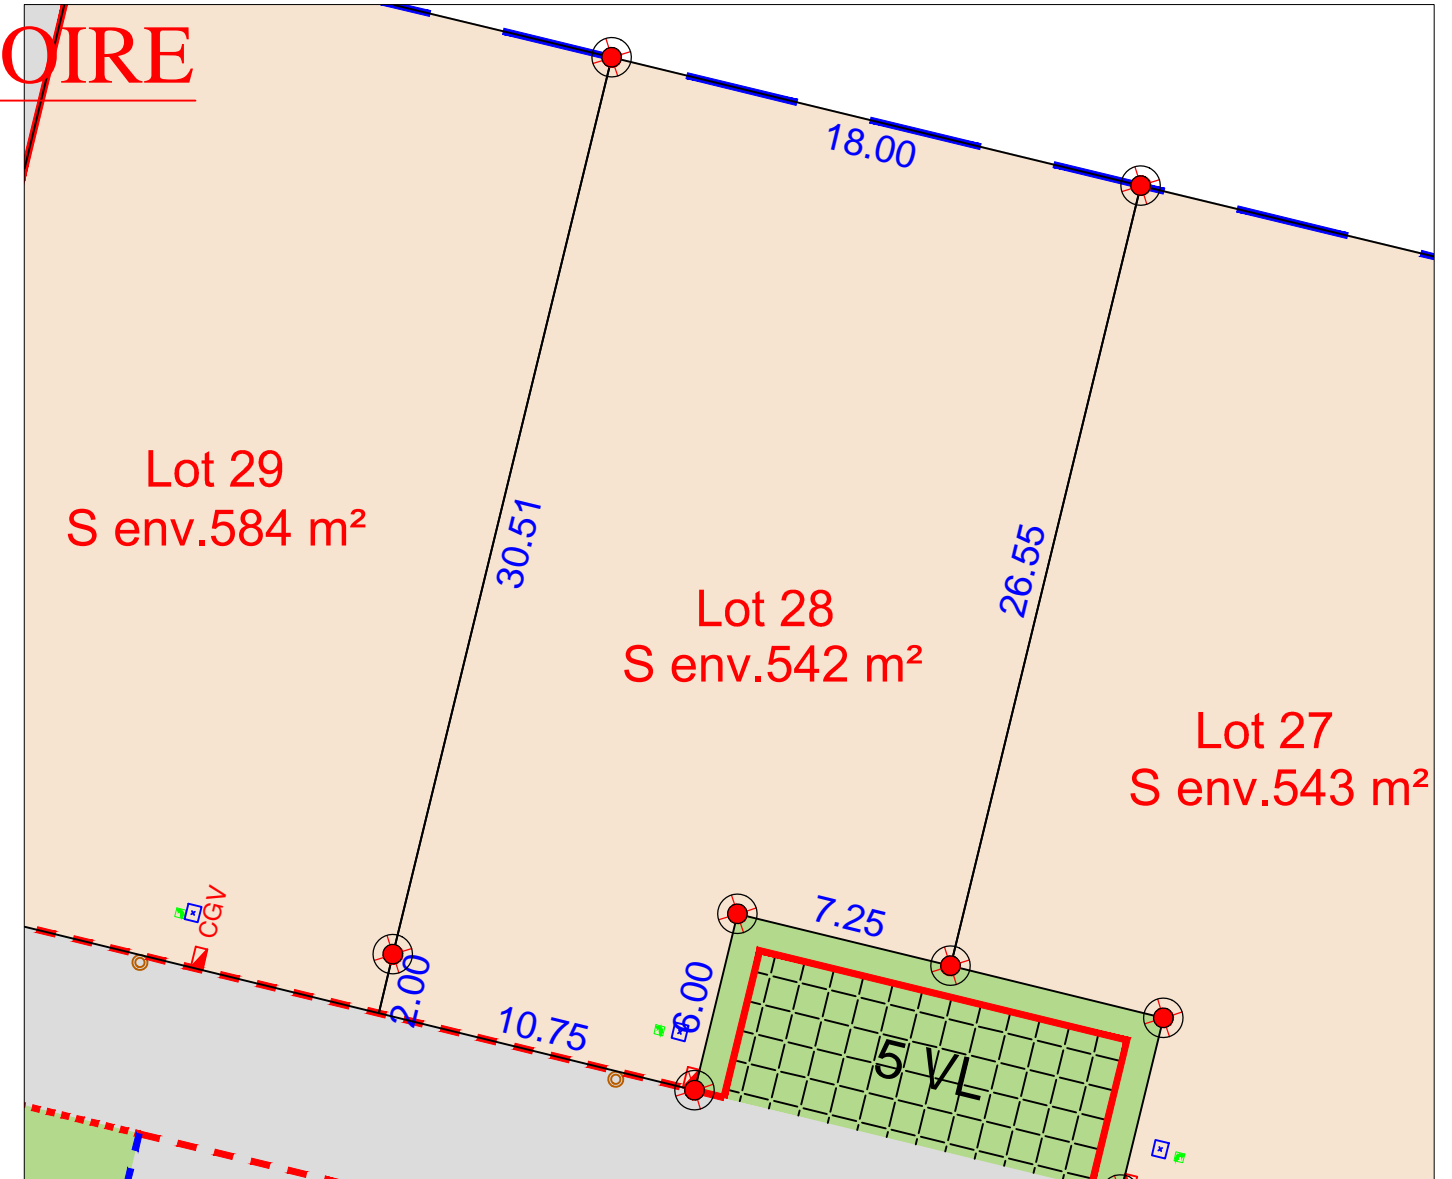 OIRE
18.00
30.51
26.55
Lot 29
S env.584 m²
Lot 28
S env.542 m²
Lot 27
S env.543 m²
CGV
2.00
10.75
6.00
7.25
5 VL